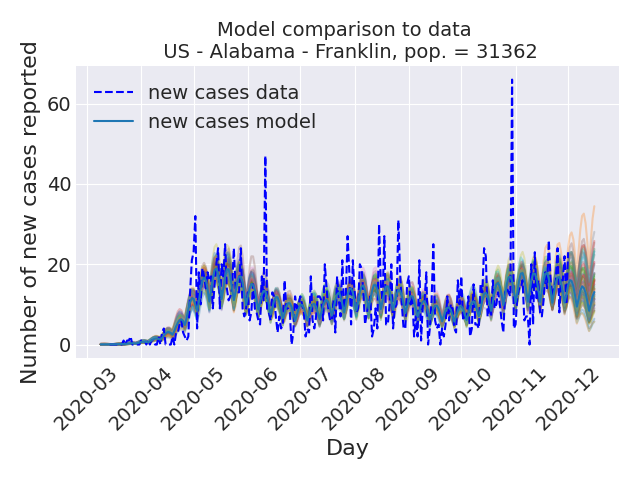 Model comparison to data
US - Alabama - Franklin, pop. = 31362
Number of new cases reported
60
40
20
0
new cases data
new cases model
2020-03
2020-04
2020-05
2020-06
2020-07
2020-08
2020-09
2020-10
2020-11
2020-12
Day